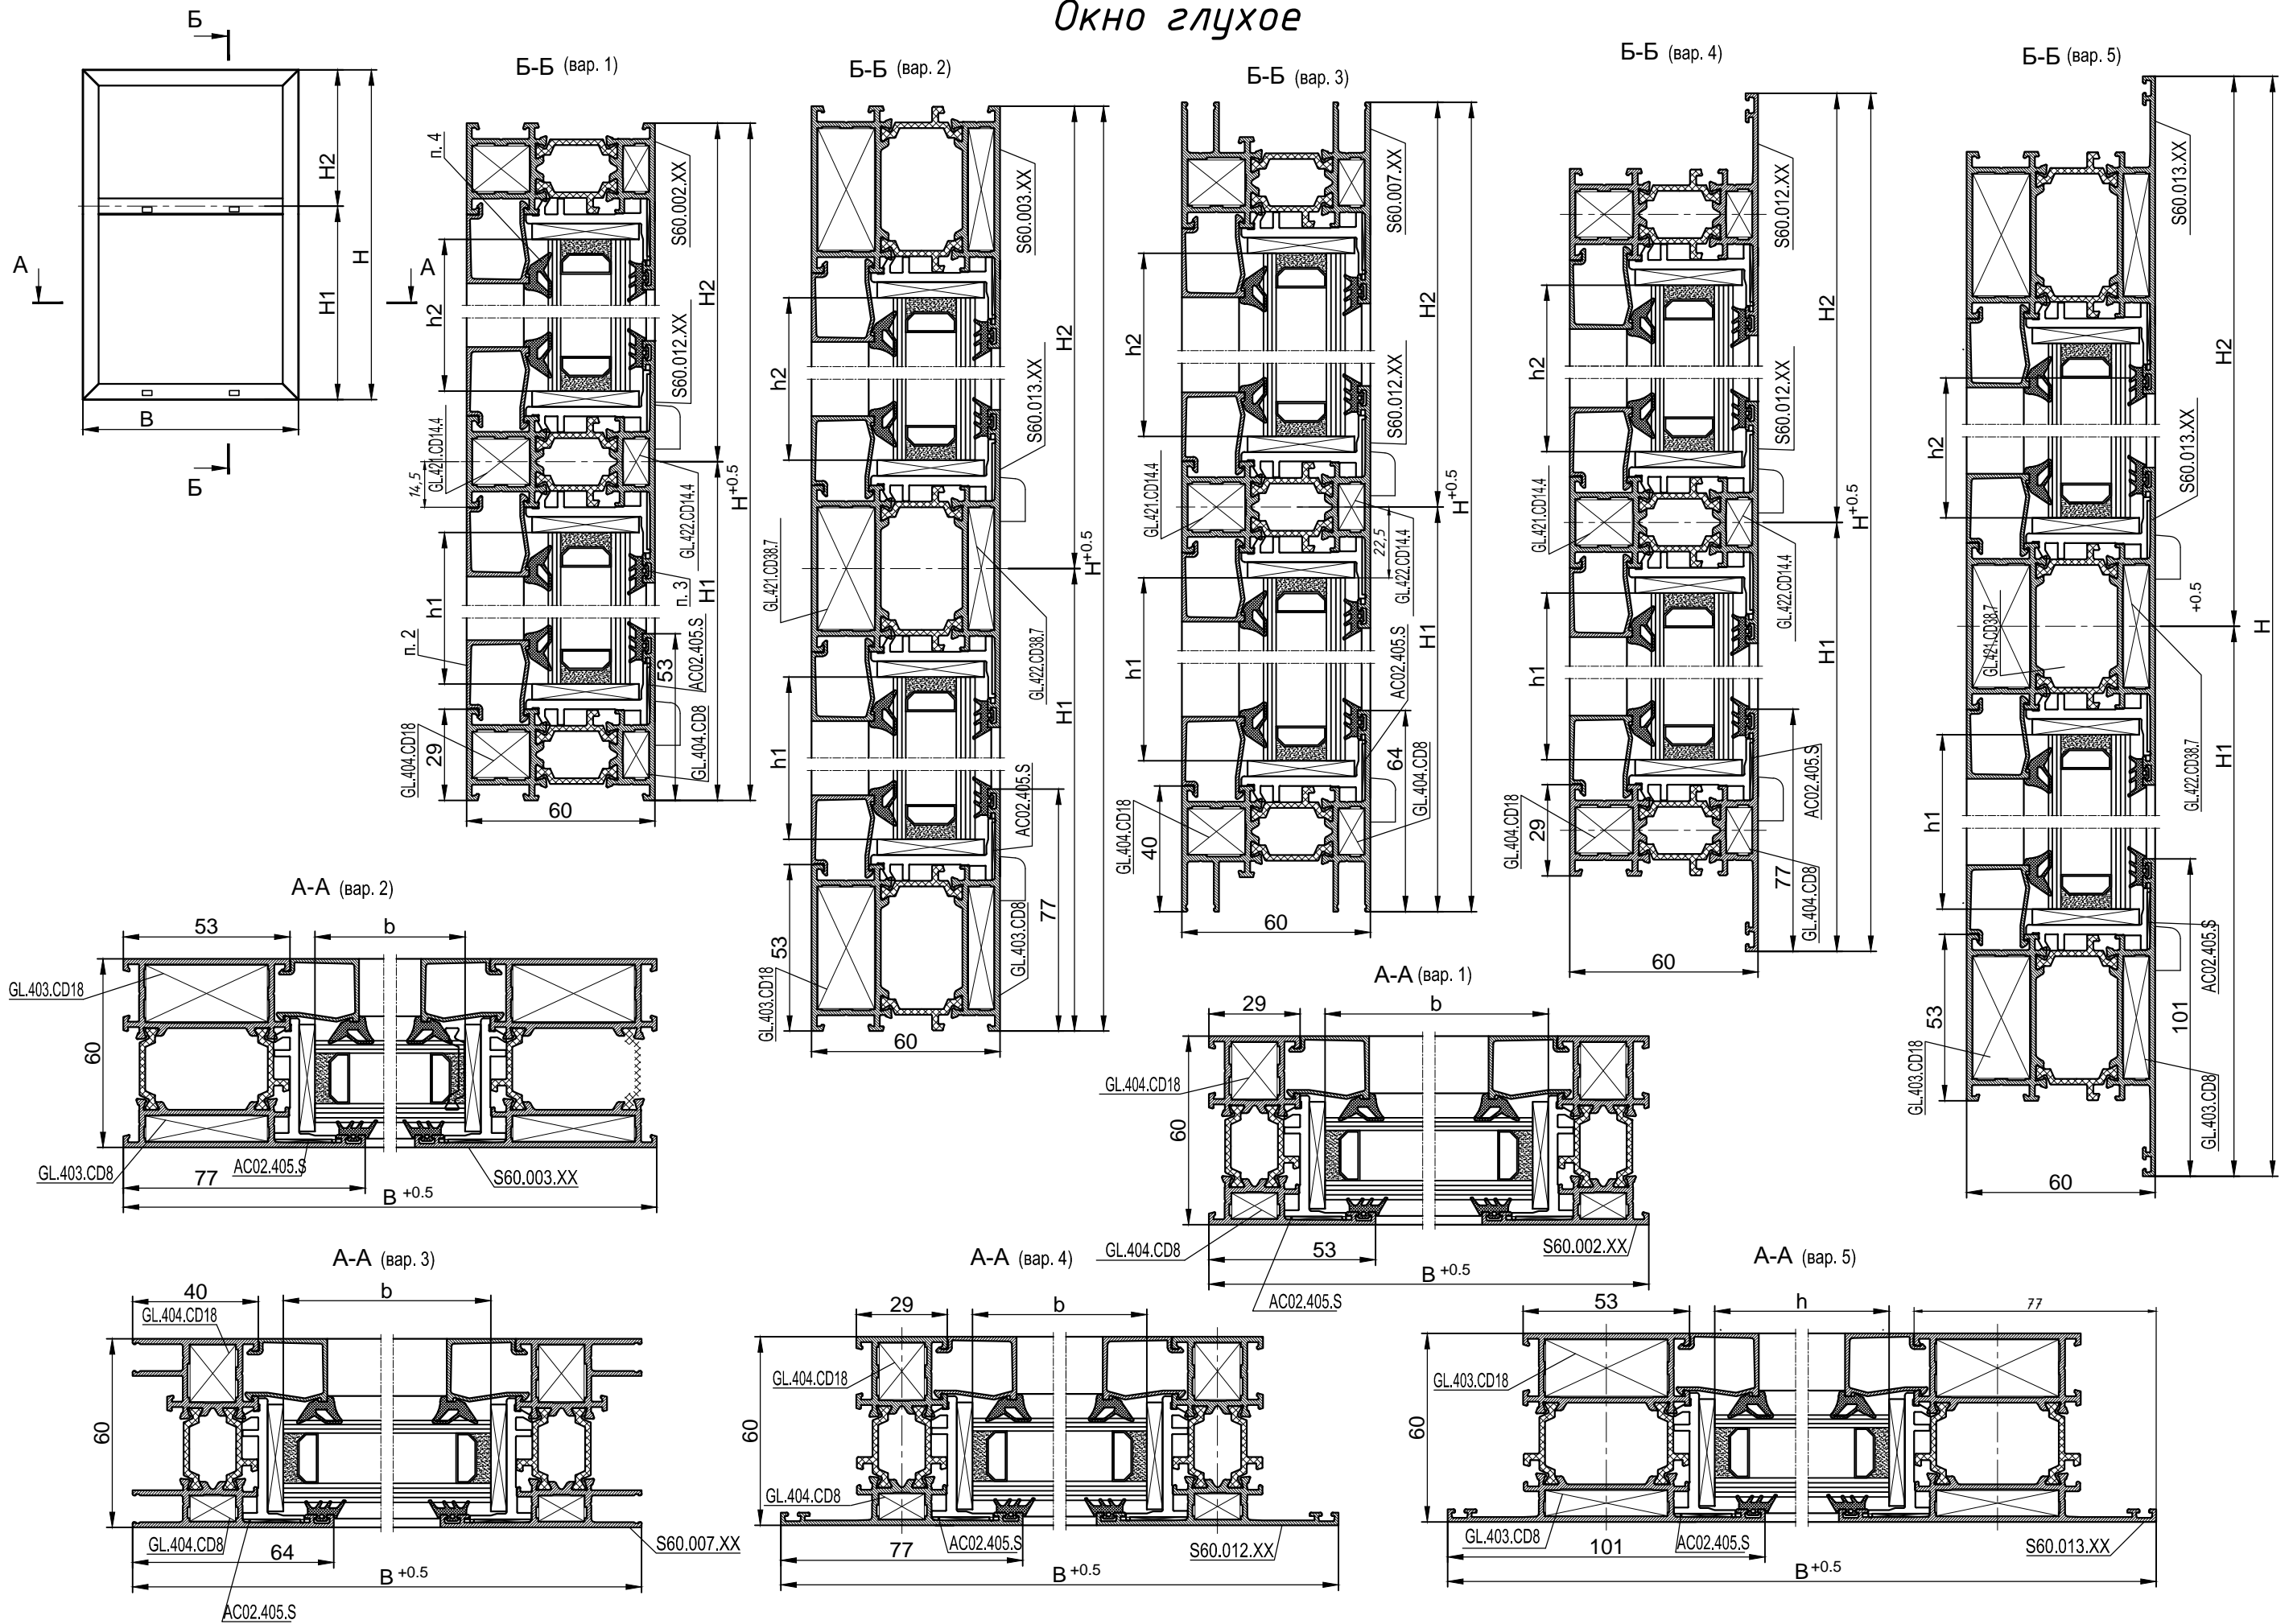 Окно глухое
Б
Б
А
А
H2
H1
H
B
Б-Б (вар. 1)
п. 4
S60.002.XX
h2
H2
S60.012.XX
GL.421.CD14.4
14,5
GL.422.CD14.4
H+0.5
п. 3
h1
H1
п. 2
AC02.405.S
53
GL.404.CD18
29
GL.404.CD8
60
Б-Б (вар. 2)
S60.003.XX
H2
h2
S60.013.XX
GL.421.CD38.7
H+0.5
GL.422.CD38.7
h1
H1
AC02.405.S
77
53
GL.403.CD18
GL.403.CD8
60
Б-Б (вар. 3)
S60.007.XX
H2
h2
S60.012.XX
GL.421.CD14.4
22,5
GL.422.CD14.4
H+0.5
h1
H1
AC02.405.S
64
GL.404.CD18
40
GL.404.CD8
60
Б-Б (вар. 4)
S60.012.XX
H2
h2
S60.012.XX
GL.421.CD14.4
GL.422.CD14.4
H+0.5
h1
H1
AC02.405.S
GL.404.CD18
29
77
GL.404.CD8
60
Б-Б (вар. 5)
S60.013.XX
H2
h2
S60.013.XX
+0.5
H
GL.421.CD38.7
GL.422.CD38.7
h1
H1
AC02.405.S
53
101
GL.403.CD18
GL.403.CD8
60
А-А (вар. 2)
53
b
GL.403.CD18
60
GL.403.CD8
AC02.405.S
77
S60.003.XX
B +0.5
А-А (вар. 1)
29
b
GL.404.CD18
60
GL.404.CD8
53
S60.002.XX
B +0.5
AC02.405.S
А-А (вар. 3)
40
b
GL.404.CD18
60
GL.404.CD8
64
S60.007.XX
B +0.5
AC02.405.S
А-А (вар. 4)
29
b
GL.404.CD18
60
GL.404.CD8
77
AC02.405.S
S60.012.XX
B +0.5
А-А (вар. 5)
53
h
77
GL.403.CD18
60
GL.403.CD8
101
AC02.405.S
S60.013.XX
B +0.5